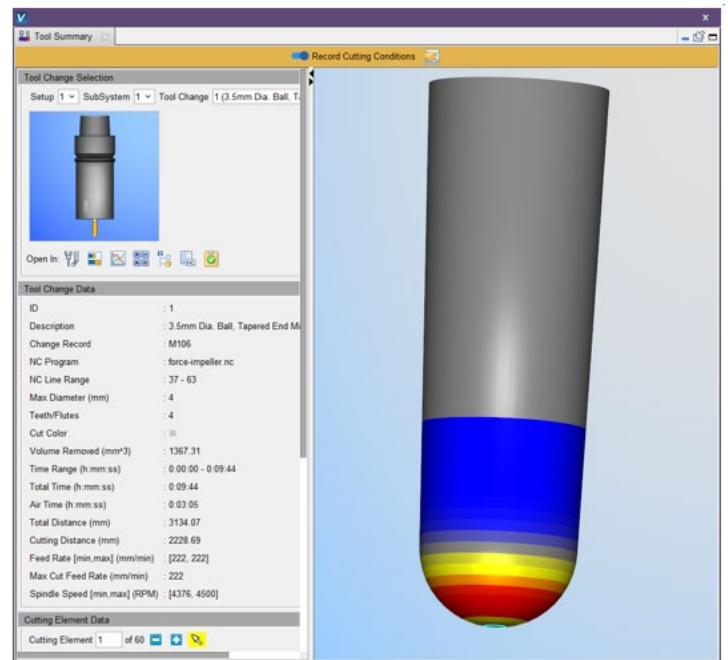 V x
Tool Summary
Record Cutting Conditions
Tool Change Selection
Setup 1 SubSystem 1 Tool Change 1 (3.5mm Dia. Ball,
Open In:
Tool Change Data
ID : 1
Description : 3.5mm Dia. Ball, Tapered End
Change Record : M106
NC Program : force-impeller.nc
NC Line Range : 37 - 63
Max Diameter (mm) : 4
Teeth/Flutes : 4
Cut Color :
Volume Removed (mm^3) : 1367.31
Time Range (h:mm:ss) : 0:00:00 - 0:09:44
Total Time (h:mm:ss) : 0:09:44
Air Time (h:mm:ss) : 0:03:05
Total Distance (mm) : 3134.07
Cutting Distance (mm) : 2228.69
Feed Rate [min,max] (mm/min) : [222, 222]
Max Cut Feed Rate (mm/min) : 222
Spindle Speed [min,max] (RPM) : [4376, 4500]
Cutting Element Data
Cutting Element 1 of 60